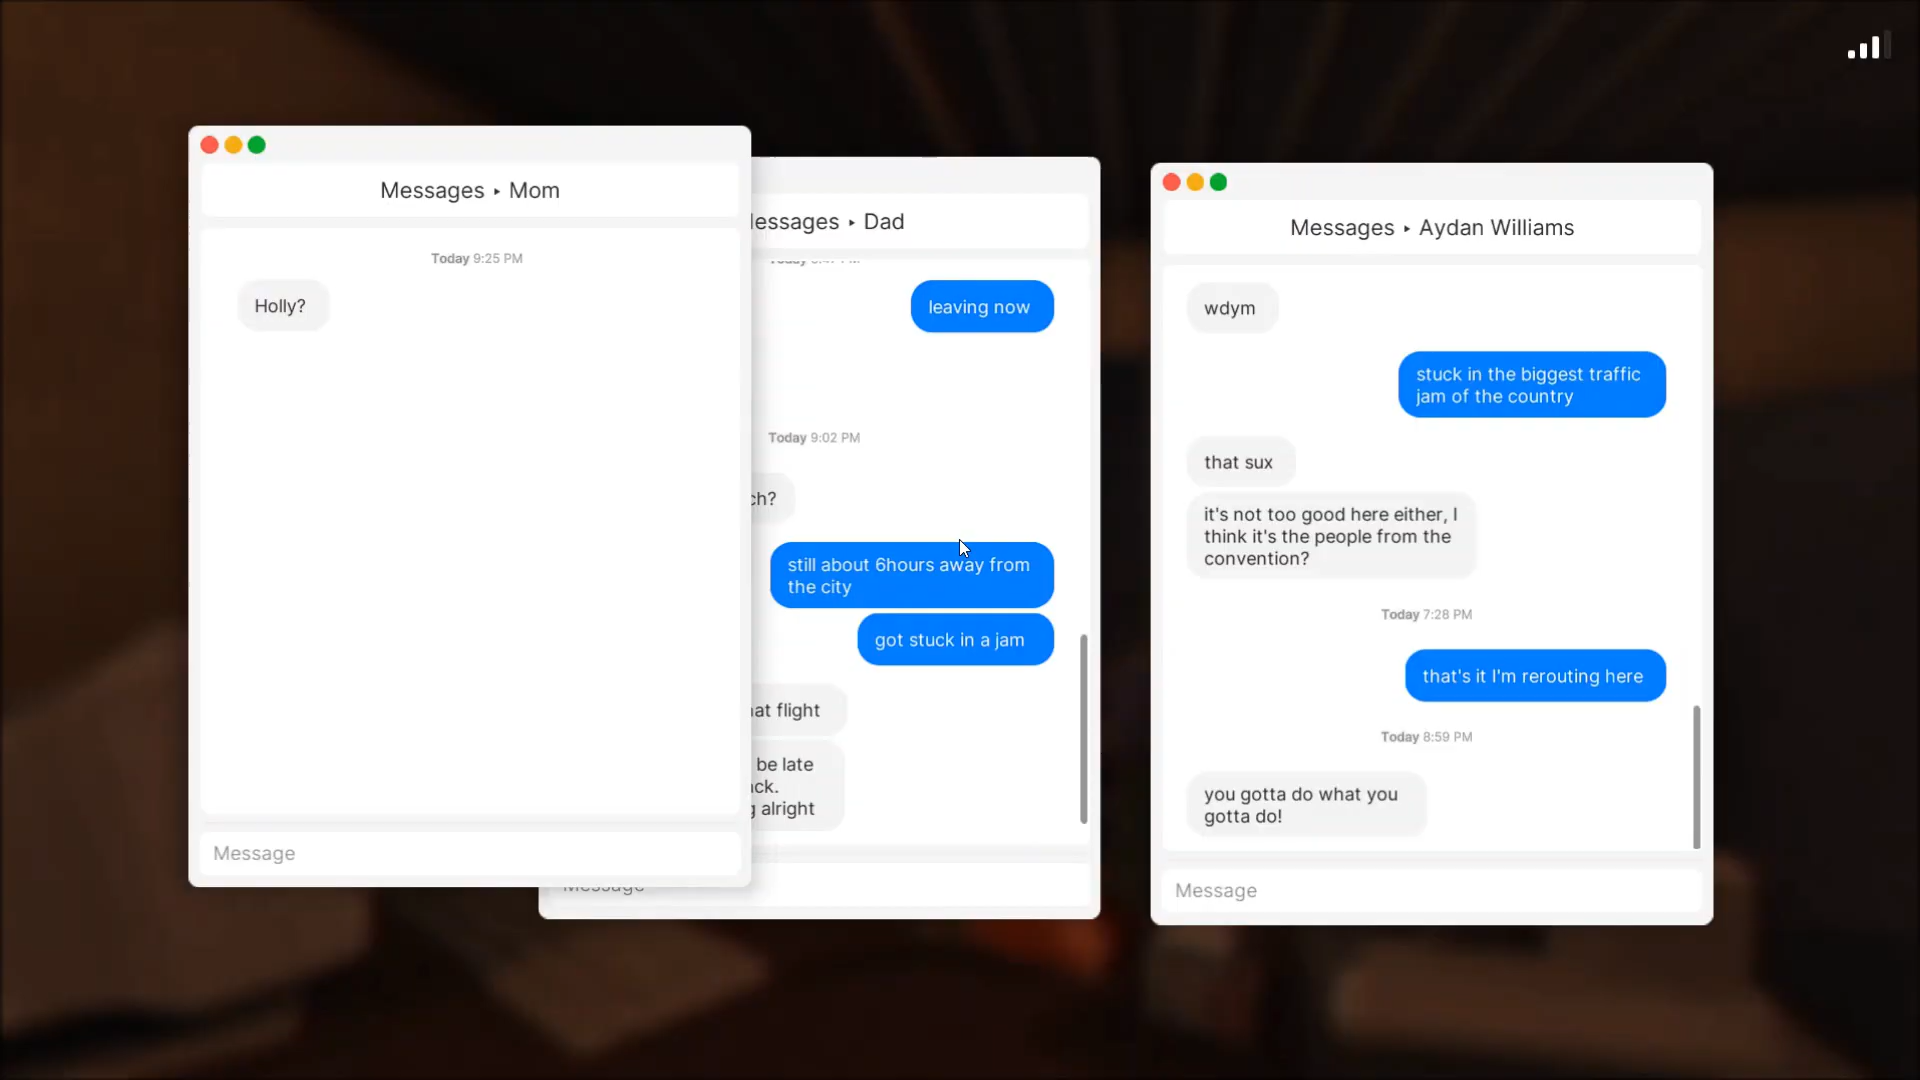 Messages ‣ Mom
Today 9:25 PM
Holly?
Message
Messages ‣ Dad
leaving now
Today 9:02 PM
still about 6hours away from
the city
got stuck in a jam
flight
be late
alright
Message
Messages ‣ Aydan Williams
wdym
stuck in the biggest traffic
jam of the country
that sux
it's not too good here either, I
think it's the people from the
convention?
Today 7:28 PM
that's it I'm rerouting here
Today 8:59 PM
you gotta do what you
gotta do!
Message